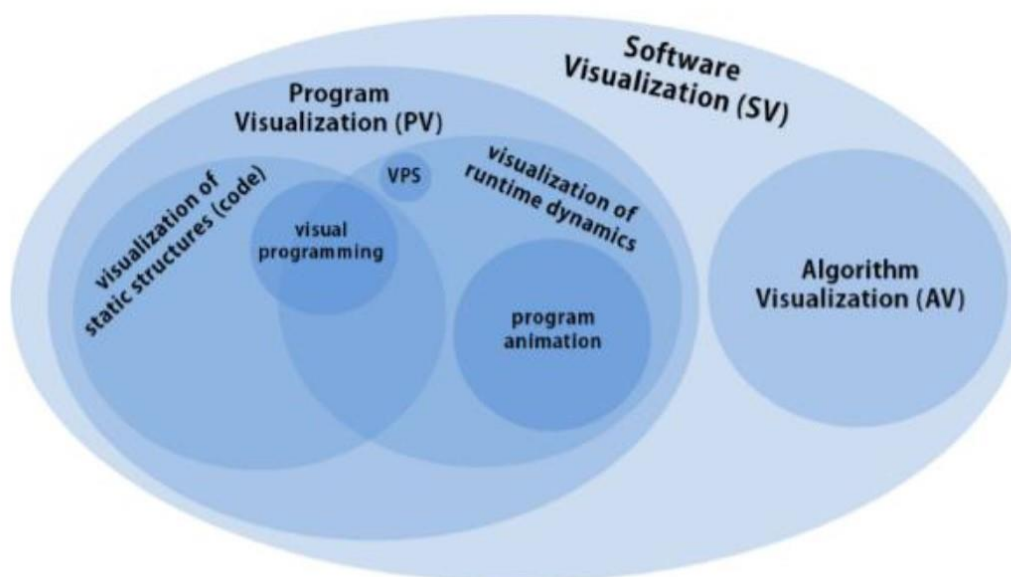 Software
Visualization (SV)
Program
Visualization (PV)
visualization of
static structures (code)
VPS
visualization of
runtime dynamics
visual
programming
program
animation
Algorithm
Visualization (AV)